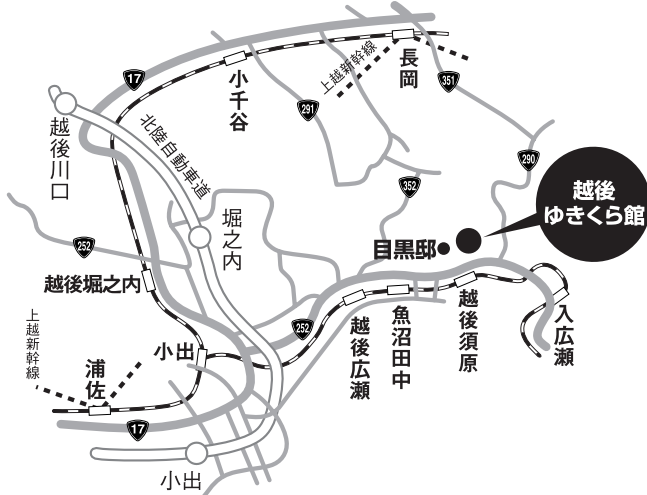 17
小千谷
上越新幹線
長岡
351
291
290
越後川口
北陸自動車道
352
越後
ゆきくら館
堀之内
252
目黒邸
越後堀之内
252
上越新幹線
浦佐
小出
越後広瀬
魚沼田中
越後須原
入広瀬
17
小出